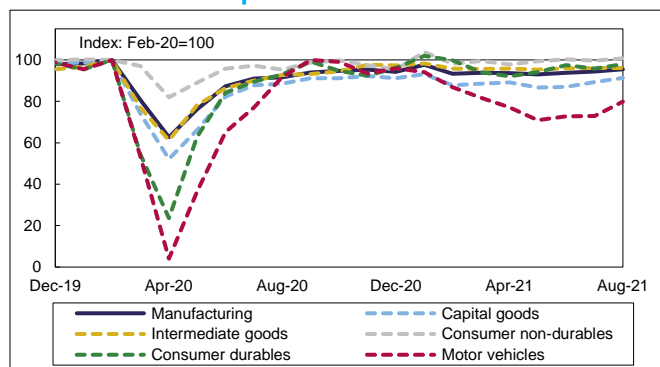 Index: Feb-20=100
100
80
60
40
20
0
Dec-19 Apr-20 Aug-20 Dec-20 Apr-21 Aug-21
Manufacturing Capital goods
Intermediate goods Consumer non-durables
Consumer durables Motor vehicles